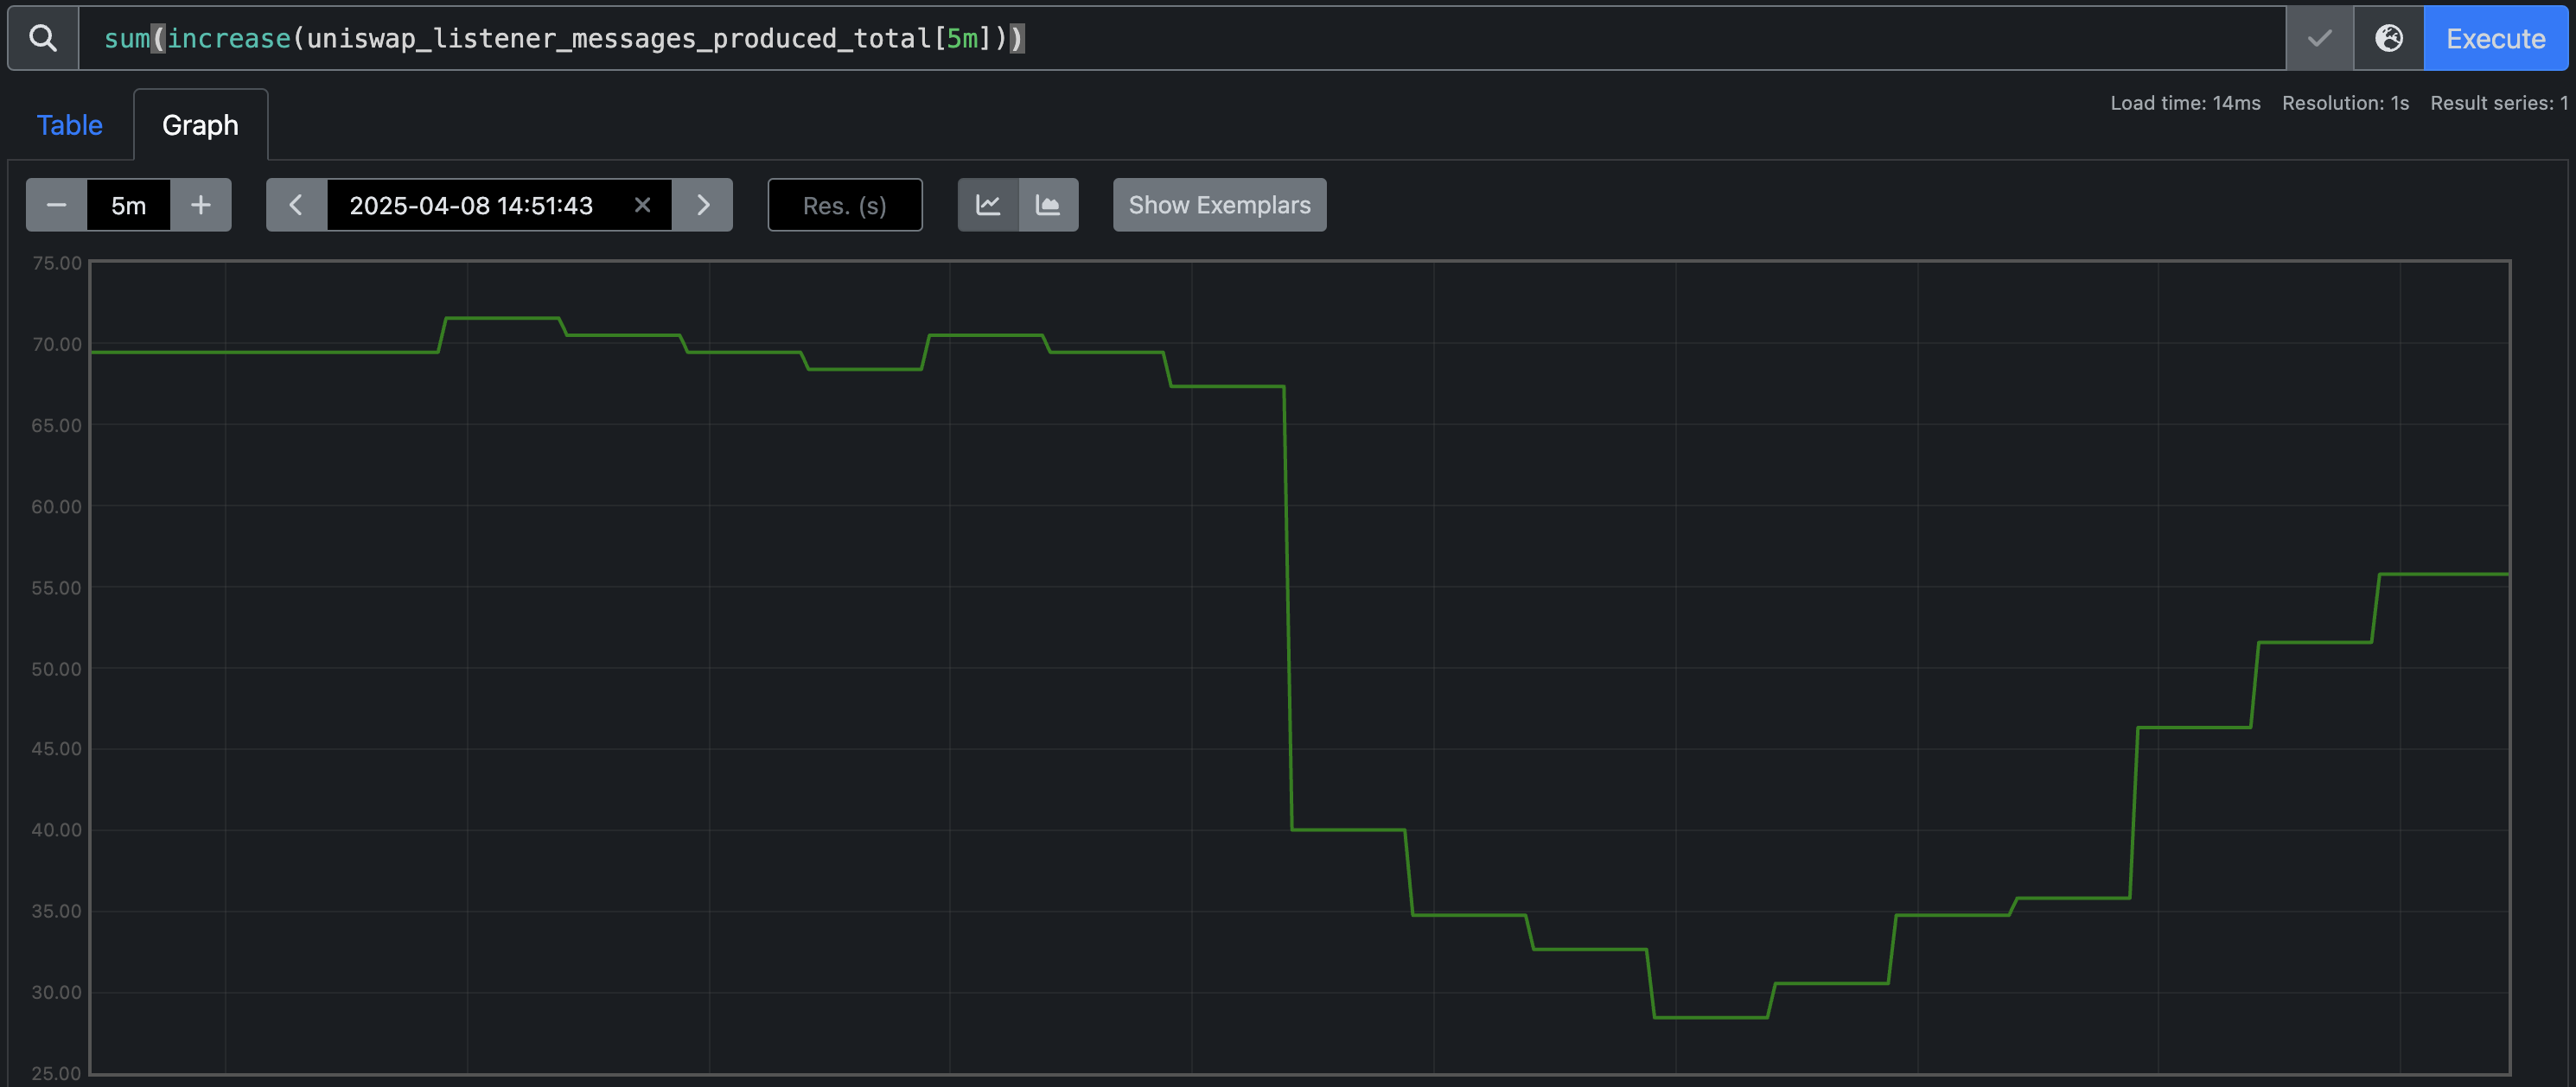 sum(increase(uniswap_listener_messages_produced_total[5m]))
Execute
Table
Graph
Load time: 14ms Resolution: 1s Result series: 1
5m
2025-04-08 14:51:43
Res. (s)
Show Exemplars
75.00
70.00
65.00
60.00
55.00
50.00
45.00
40.00
35.00
30.00
25.00